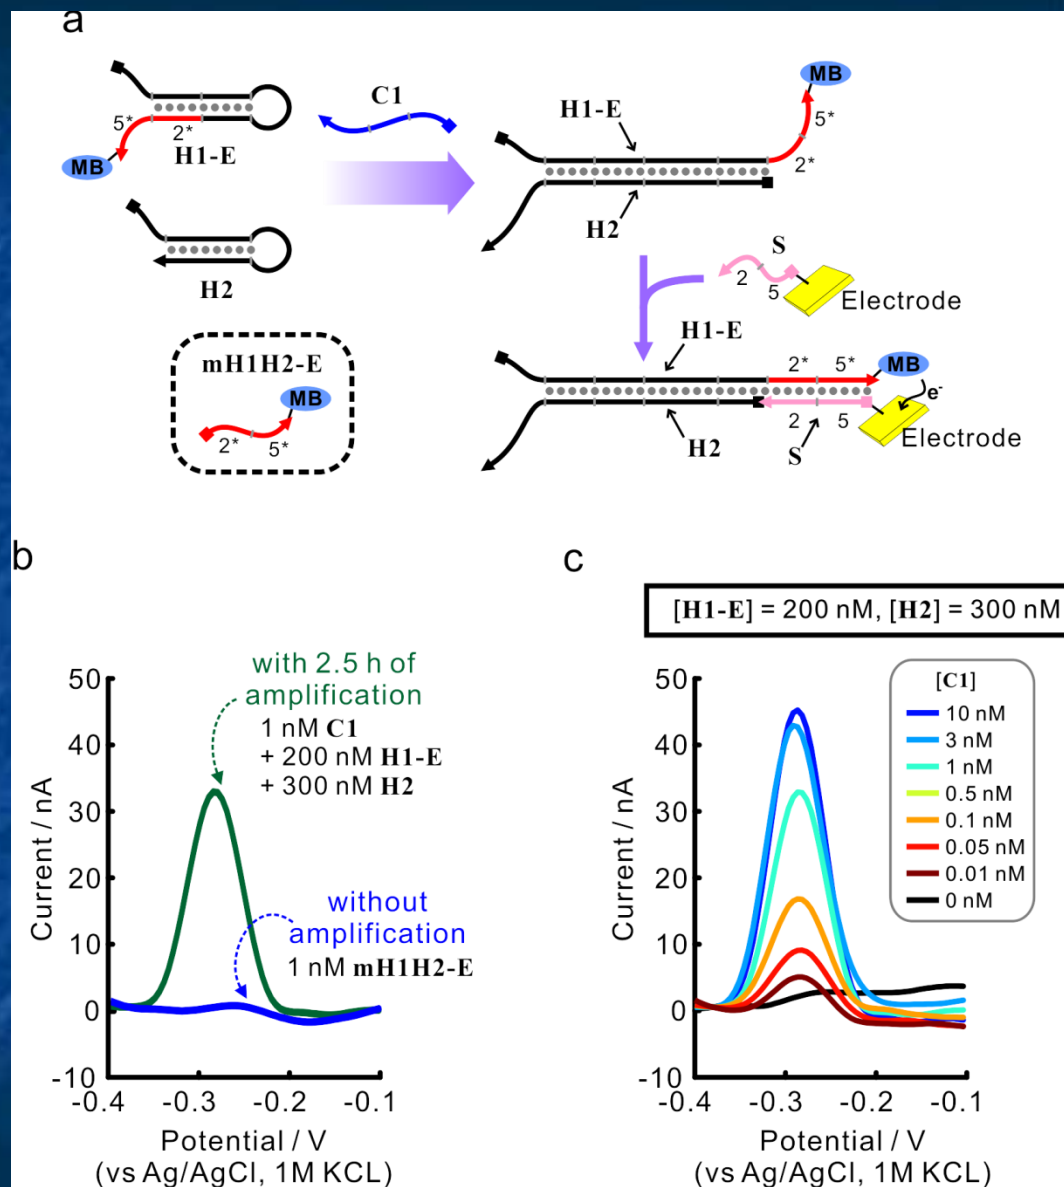 a
MB
C1
H1-E
5*
5*
2*
H1-E
2*
MB
H2
H2
S
2
5
Electrode
H1-E
mH1H2-E
MB
2*
5*
MB
e-
2*
5*
2
5
H2
S
Electrode
b
c
[H1-E] = 200 nM, [H2] = 300 nM
with 2.5 h of
amplification
1 nM C1
+ 200 nM H1-E
+ 300 nM H2
without
amplification
1 nM mH1H2-E
Current / nA
50
40
30
20
10
0
-10
-0.4
-0.3
-0.2
-0.1
Potential / V
(vs Ag/AgCl, 1M KCL)
[C1]
10 nM
3 nM
1 nM
0.5 nM
0.1 nM
0.05 nM
0.01 nM
0 nM
Current / nA
50
40
30
20
10
0
-10
-0.4
-0.3
-0.2
-0.1
Potential / V
(vs Ag/AgCl, 1M KCL)